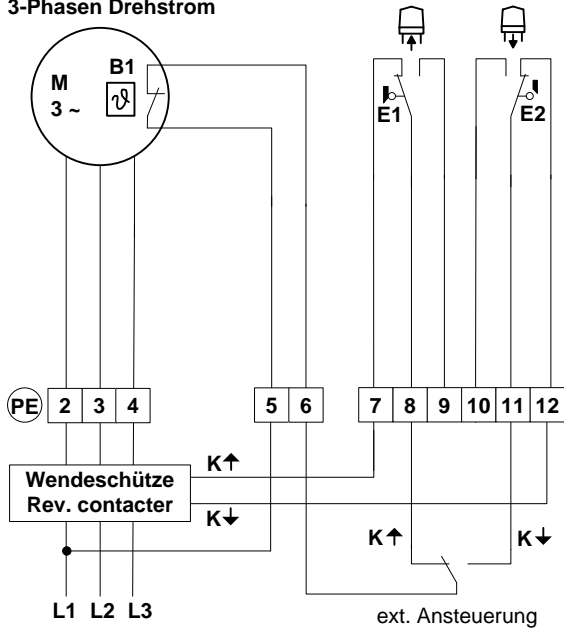 3-Phasen Drehstrom
M
3 ~
B1
ϑ
E1
E2
PE 2 3 4 5 6 7 8 9 10 11 12
Wendeschütze
Rev. contacter
K↑
K↓
K↑
K↓
L1 L2 L3
ext. Ansteuerung